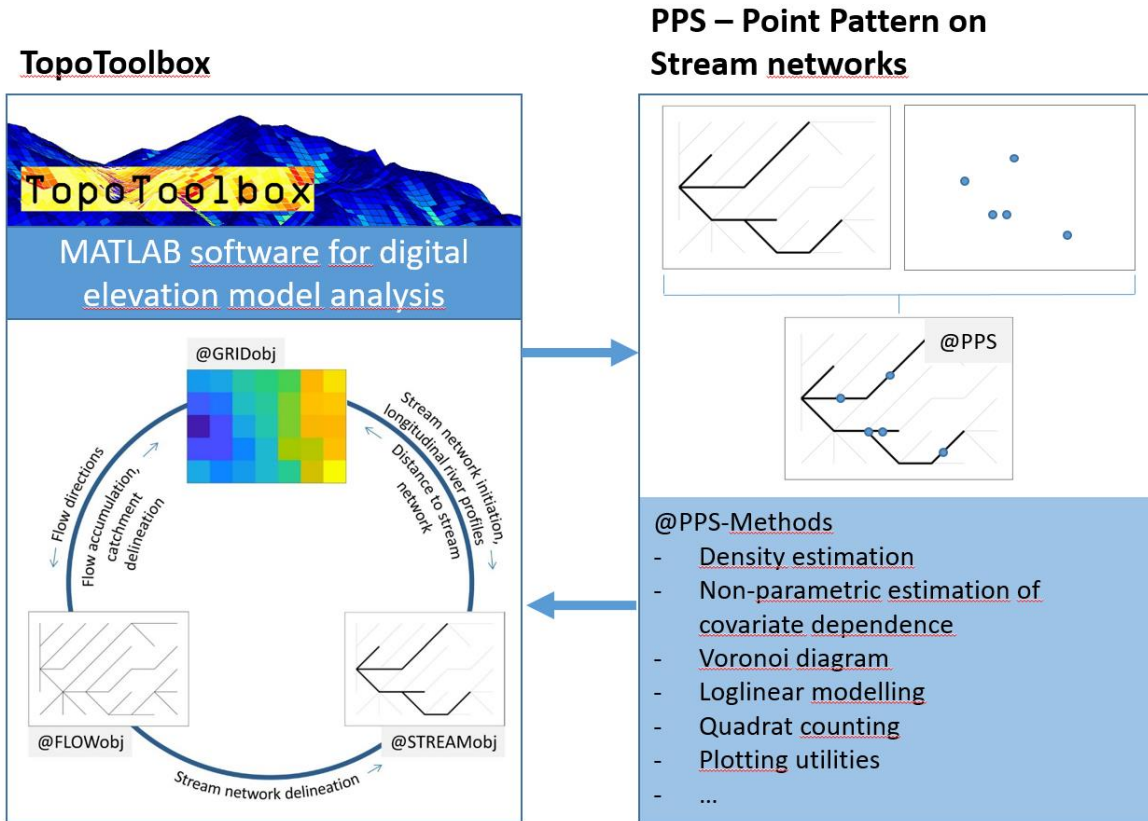 TopoToolbox
TopoToolbox
MATLAB software for digital
elevation model analysis
@GRIDobj
Flow directions
Flow accumulation,
catchment
delineation
Stream network initiation,
longitudinal river profiles
Distance to stream
network
@FLOWobj
@STREAMobj
Stream network delineation
PPS – Point Pattern on
Stream networks
@PPS
@PPS-Methods
- Density estimation
- Non-parametric estimation of
covariate dependence
- Voronoi diagram
- Loglinear modelling
- Quadrat counting
- Plotting utilities
- ...